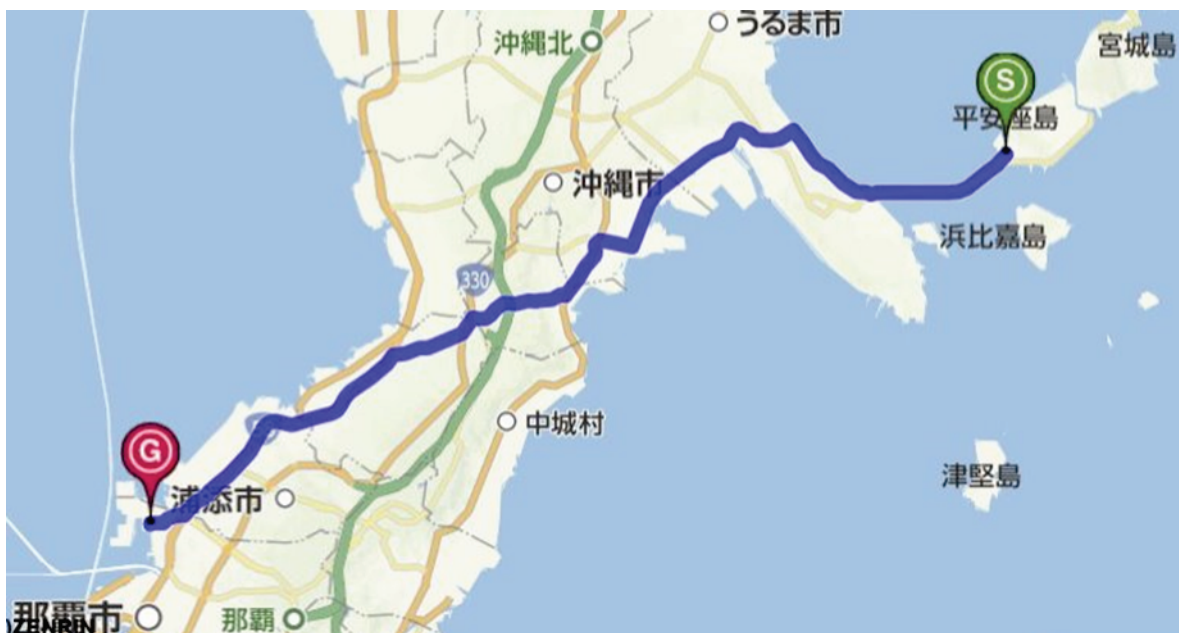 うるま市
沖縄北
宮城島
S
平安座島
沖縄市
浜比嘉島
330
中城村
G
浦添市
津堅島
那覇市
那覇
)ZENRIN